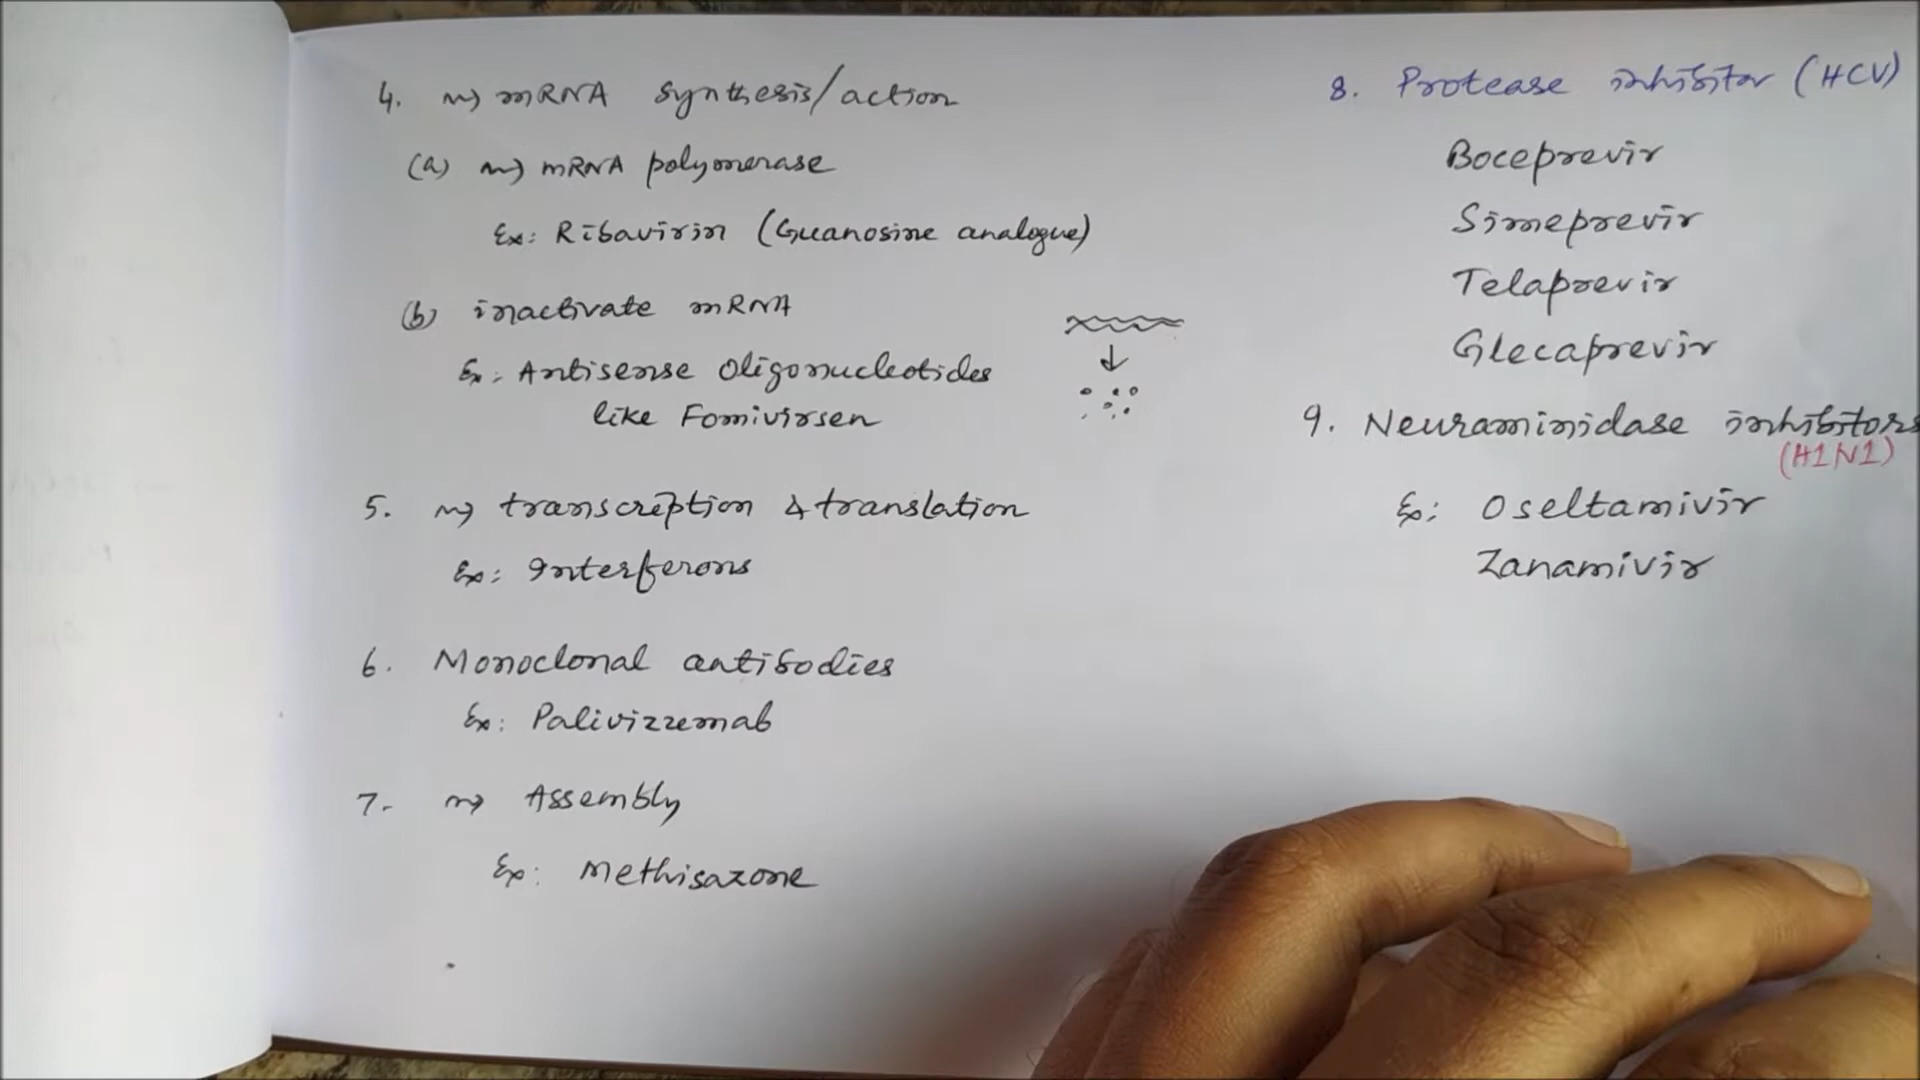 4. ⇝ mRNA synthesis/action
(a) ⇝ mRNA polymerase
Ex: Ribavirin (Guanosine analogue)
(b) inactivate mRNA
Ex: Antisense Oligonucleotides
like Fomivirsen
5. ⇝ transcription & translation
Ex: Interferons
6. Monoclonal antibodies
Ex: Palivizzemab
7. ⇝ Assembly
Ex: Methisazone
8. Protease inhibitor (HCV)
Boceprevir
Simeprevir
Telaprevir
Glecaprevir
9. Neuraminidase inhibitors
(H1N1)
Ex: Oseltamivir
Zanamivir